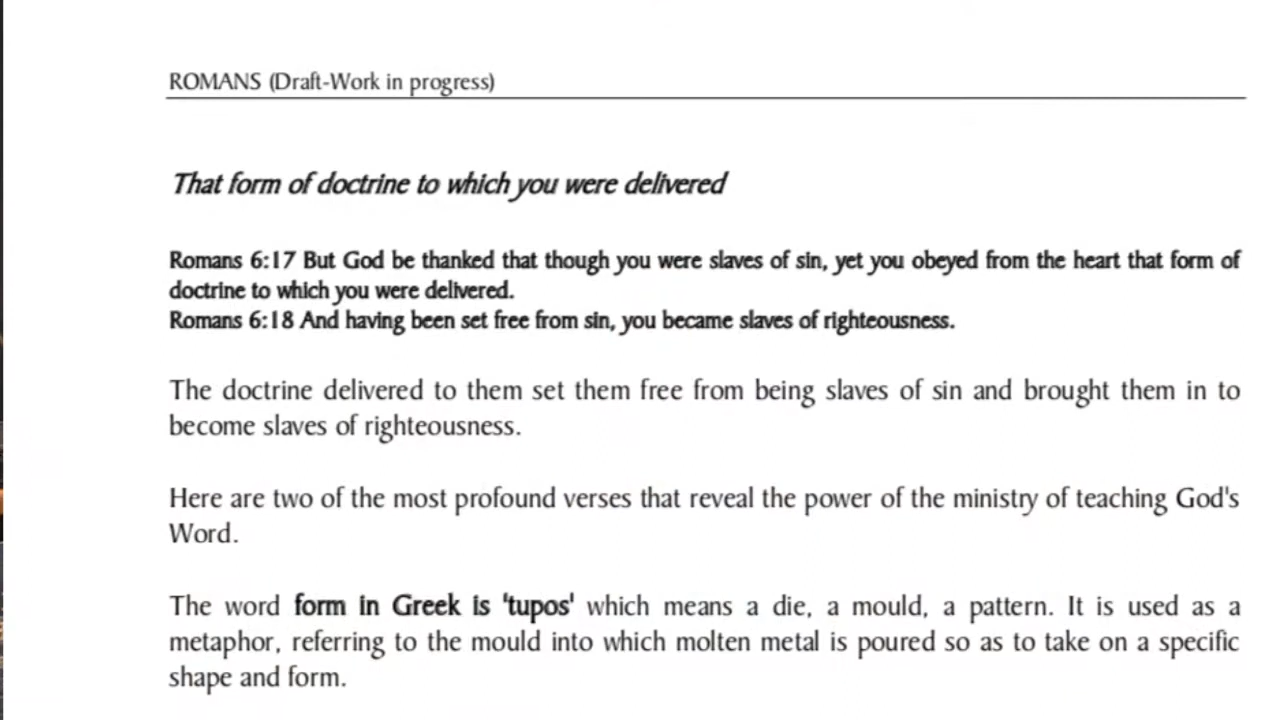 ROMANS (Draft-Work in progress)
That form of doctrine to which you were delivered
Romans 6:17 But God be thanked that though you were slaves of sin, yet you obeyed from the heart that form of
doctrine to which you were delivered.
Romans 6:18 And having been set free from sin, you became slaves of righteousness.
The doctrine delivered to them set them free from being slaves of sin and brought them in to
become slaves of righteousness.
Here are two of the most profound verses that reveal the power of the ministry of teaching God's
Word.
The word form in Greek is 'tupos' which means a die, a mould, a pattern. It is used as a
metaphor, referring to the mould into which molten metal is poured so as to take on a specific
shape and form.